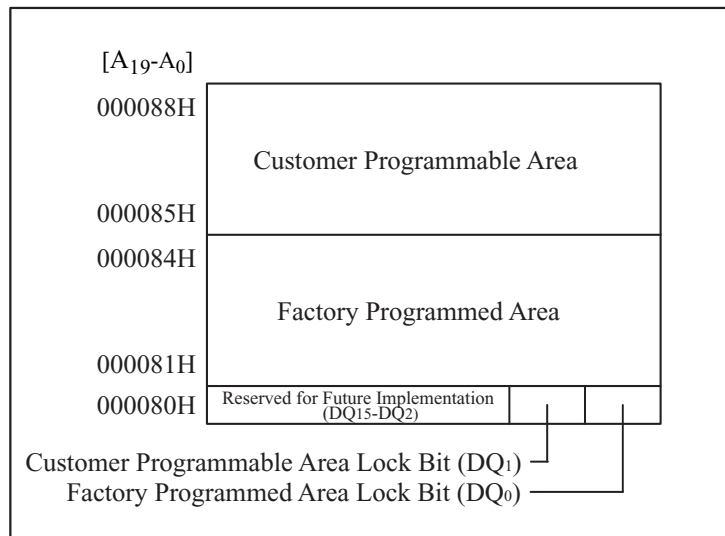 [A19-A0]
000088H
Customer Programmable Area
000085H
000084H
Factory Programmed Area
000081H
000080H
Reserved for Future Implementation
(DQ15-DQ2)
Customer Programmable Area Lock Bit (DQ1)
Factory Programmed Area Lock Bit (DQ0)